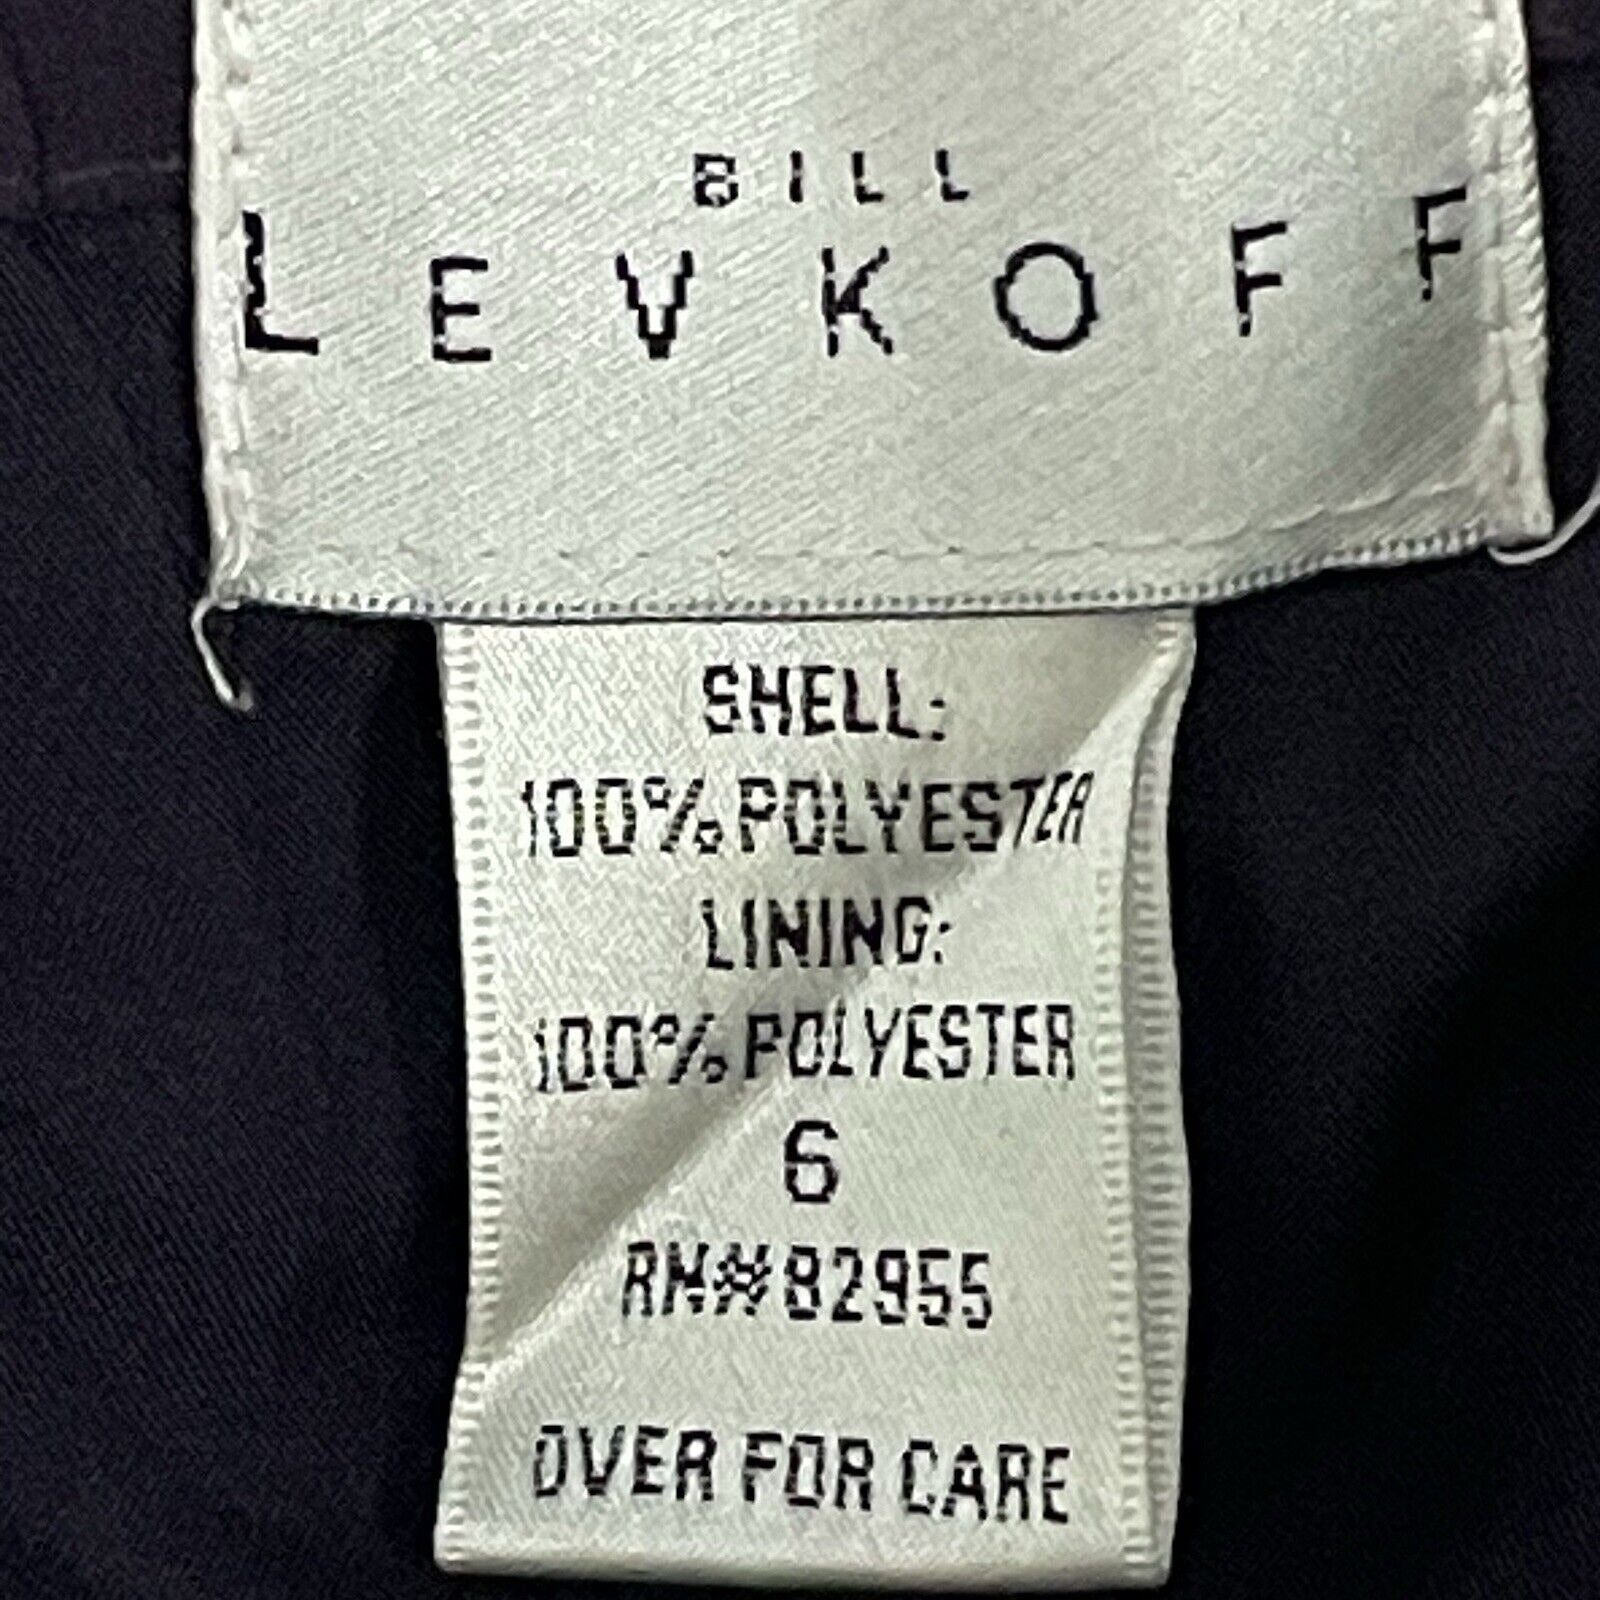 BILL
LEVKOFF
SHELL:
100% POLYESTER
LINING:
100% POLYESTER
6
RN# 82955
OVER FOR CARE